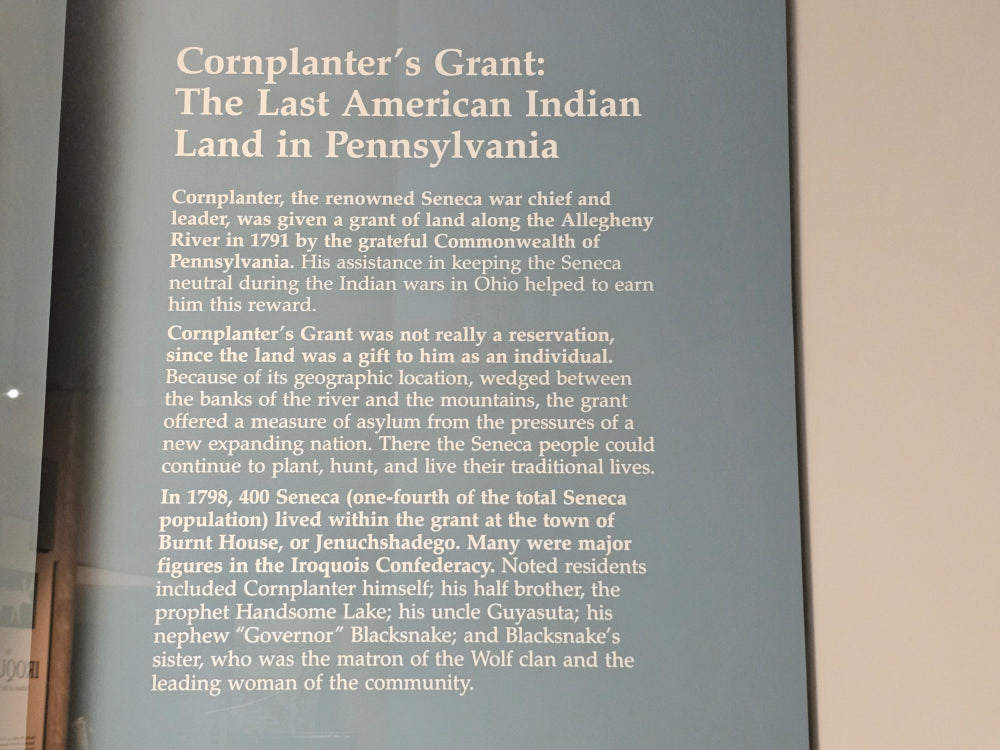 Cornplanter's Grant:
The Last American Indian
Land in Pennsylvania
Cornplanter, the renowned Seneca war chief and
leader, was given a grant of land along the Allegheny
River in 1791 by the grateful Commonwealth of
Pennsylvania. His assistance in keeping the Seneca
neutral during the Indian wars in Ohio helped to earn
him this reward.
Cornplanter's Grant was not really a reservation,
since the land was a gift to him as an individual.
Because of its geographic location, wedged between
the banks of the river and the mountains, the grant
offered a measure of asylum from the pressures of a
new expanding nation. There the Seneca people could
continue to plant, hunt, and live their traditional lives.
In 1798, 400 Seneca (one-fourth of the total Seneca
population) lived within the grant at the town of
Burnt House, or Jenuchshadego. Many were major
figures in the Iroquois Confederacy. Noted residents
included Cornplanter himself; his half brother, the
prophet Handsome Lake; his uncle Guyasuta; his
nephew "Governor" Blacksnake; and Blacksnake's
sister, who was the matron of the Wolf clan and the
leading woman of the community.